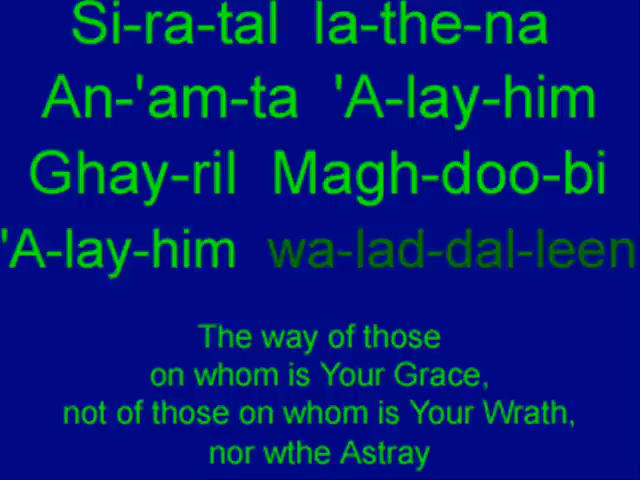 Si-ra-tal la-the-na
An-'am-ta 'A-lay-him
Ghay-ril Magh-doo-bi
'A-lay-him wa-lad-dal-leen
The way of those
on whom is Your Grace,
not of those on whom is Your Wrath,
nor wthe Astray